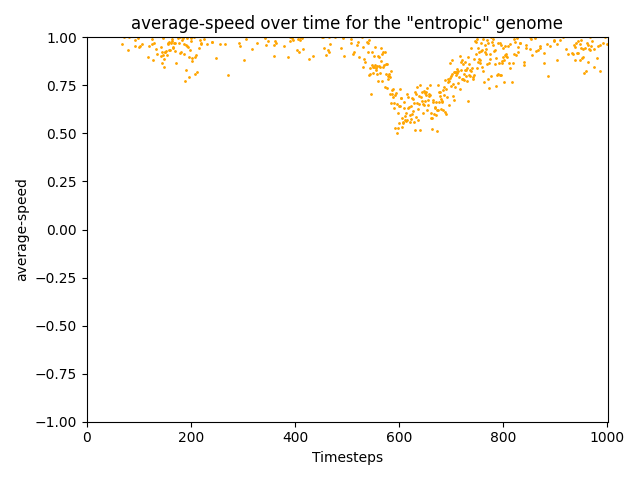 average-speed over time for the "entropic" genome
1.00
0.75
0.50
0.25
0.00
−0.25
−0.50
−0.75
−1.00
average-speed
0 200 400 600 800 1000
Timesteps